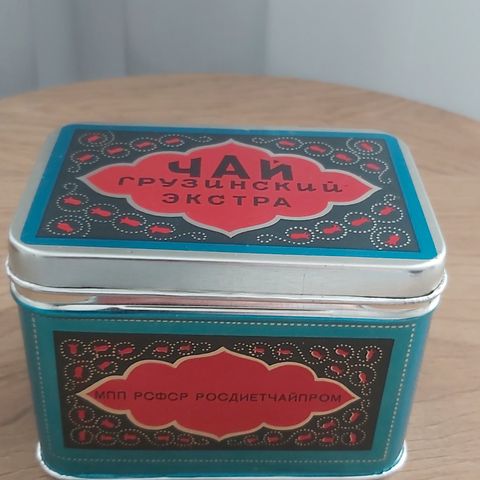 ЧАЙ
ГРУЗИНСКИЙ
ЭКСТРА
МПП РСФСР РОСДИЕТЧАЙПРОМ